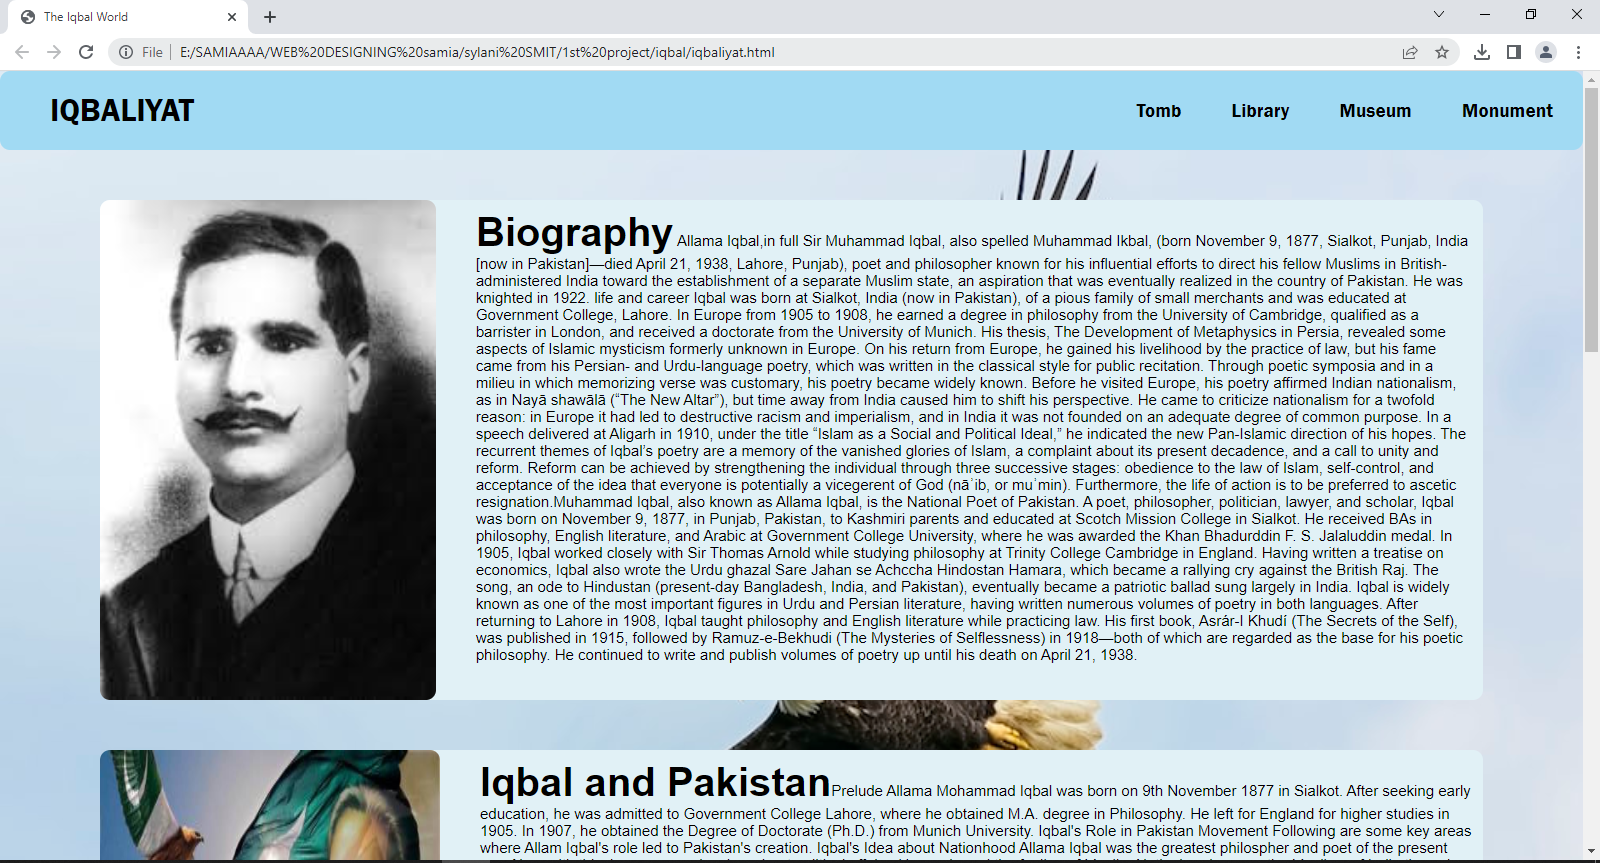 The Iqbal World
File
E:/SAMIAAAA/WEB%20DESIGNING%20samia/sylani%20SMIT/1st%20project/iqbal/iqbaliyat.html
IQBALIYAT
Tomb
Library
Museum
Monument
Biography Allama Iqbal,in full Sir Muhammad Iqbal, also spelled Muhammad Ikbal, (born November 9, 1877, Sialkot, Punjab, India
[now in Pakistan]—died April 21, 1938, Lahore, Punjab), poet and philosopher known for his influential efforts to direct his fellow Muslims in British-
administered India toward the establishment of a separate Muslim state, an aspiration that was eventually realized in the country of Pakistan. He was
knighted in 1922. life and career Iqbal was born at Sialkot, India (now in Pakistan), of a pious family of small merchants and was educated at
Government College, Lahore. In Europe from 1905 to 1908, he earned a degree in philosophy from the University of Cambridge, qualified as a
barrister in London, and received a doctorate from the University of Munich. His thesis, The Development of Metaphysics in Persia, revealed some
aspects of Islamic mysticism formerly unknown in Europe. On his return from Europe, he gained his livelihood by the practice of law, but his fame
came from his Persian- and Urdu-language poetry, which was written in the classical style for public recitation. Through poetic symposia and in a
milieu in which memorizing verse was customary, his poetry became widely known. Before he visited Europe, his poetry affirmed Indian nationalism,
as in Nayā shawālā (“The New Altar”), but time away from India caused him to shift his perspective. He came to criticize nationalism for a twofold
reason: in Europe it had led to destructive racism and imperialism, and in India it was not founded on an adequate degree of common purpose. In a
speech delivered at Aligarh in 1910, under the title “Islam as a Social and Political Ideal,” he indicated the new Pan-Islamic direction of his hopes. The
recurrent themes of Iqbal’s poetry are a memory of the vanished glories of Islam, a complaint about its present decadence, and a call to unity and
reform. Reform can be achieved by strengthening the individual through three successive stages: obedience to the law of Islam, self-control, and
acceptance of the idea that everyone is potentially a vicegerent of God (nāʾib, or muʾmin). Furthermore, the life of action is to be preferred to ascetic
resignation.Muhammad Iqbal, also known as Allama Iqbal, is the National Poet of Pakistan. A poet, philosopher, politician, lawyer, and scholar, Iqbal
was born on November 9, 1877, in Punjab, Pakistan, to Kashmiri parents and educated at Scotch Mission College in Sialkot. He received BAs in
philosophy, English literature, and Arabic at Government College University, where he was awarded the Khan Bhadurddin F. S. Jalaluddin medal. In
1905, Iqbal worked closely with Sir Thomas Arnold while studying philosophy at Trinity College Cambridge in England. Having written a treatise on
economics, Iqbal also wrote the Urdu ghazal Sare Jahan se Achccha Hindostan Hamara, which became a rallying cry against the British Raj. The
song, an ode to Hindustan (present-day Bangladesh, India, and Pakistan), eventually became a patriotic ballad sung largely in India. Iqbal is widely
known as one of the most important figures in Urdu and Persian literature, having written numerous volumes of poetry in both languages. After
returning to Lahore in 1908, Iqbal taught philosophy and English literature while practicing law. His first book, Asrár-I Khudí (The Secrets of the Self),
was published in 1915, followed by Ramuz-e-Bekhudi (The Mysteries of Selflessness) in 1918—both of which are regarded as the base for his poetic
philosophy. He continued to write and publish volumes of poetry up until his death on April 21, 1938.
Iqbal and PakistanPrelude Allama Mohammad Iqbal was born on 9th November 1877 in Sialkot. After seeking early
education, he was admitted to Government College Lahore, where he obtained M.A. degree in Philosophy. He left for England for higher studies in
1905. In 1907, he obtained the Degree of Doctorate (Ph.D.) from Munich University. Iqbal's Role in Pakistan Movement Following are some key areas
where Allam Iqbal's role led to Pakistan's creation. Iqbal's Idea about Nationhood Allama Iqbal was the greatest philospher and poet of the present